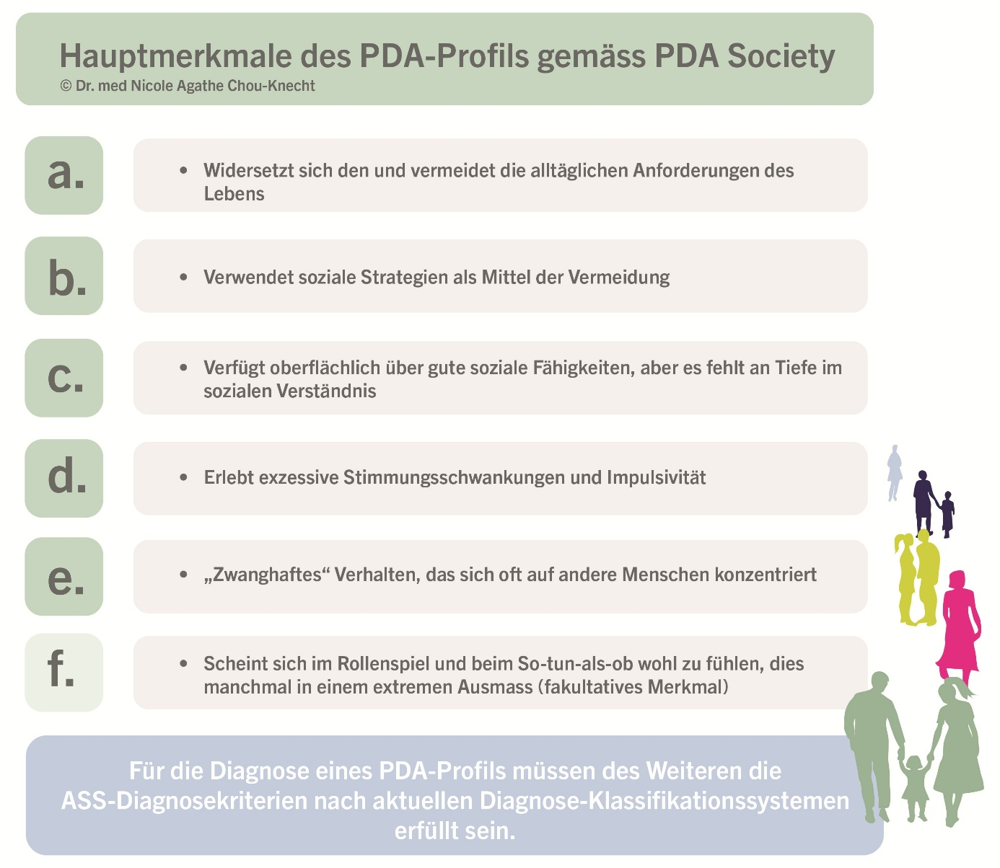 Hauptmerkmale des PDA-Profils gemäss PDA Society
© Dr. med Nicole Agathe Chou-Knecht
a.
• Widersetzt sich den und vermeidet die alltäglichen Anforderungen des
Lebens
b.
• Verwendet soziale Strategien als Mittel der Vermeidung
c.
• Verfügt oberflächlich über gute soziale Fähigkeiten, aber es fehlt an Tiefe im
sozialen Verständnis
d.
• Erlebt exzessive Stimmungsschwankungen und Impulsivität
e.
• „Zwanghaftes“ Verhalten, das sich oft auf andere Menschen konzentriert
f.
• Scheint sich im Rollenspiel und beim So-tun-als-ob wohl zu fühlen, dies
manchmal in einem extremen Ausmass (fakultatives Merkmal)
Für die Diagnose eines PDA-Profils müssen des Weiteren die
ASS-Diagnosekriterien nach aktuellen Diagnose-Klassifikationssystemen
erfüllt sein.